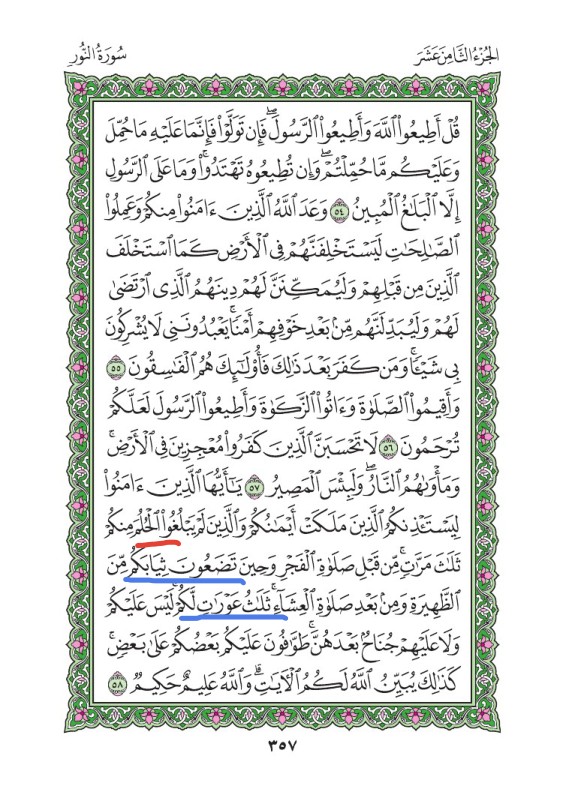 الجُزْءُ الثَّامِنَ عَشَرَ سُورَةُ النُّورِ
قُلْ أَطِيعُوا۟ ٱللَّهَ وَأَطِيعُوا۟ ٱلرَّسُولَ ۖ فَإِن تَوَلَّوْا۟ فَإِنَّمَا عَلَيْهِ مَا حُمِّلَ
وَعَلَيْكُم مَّا حُمِّلْتُمْ ۖ وَإِن تُطِيعُوهُ تَهْتَدُوا۟ ۚ وَمَا عَلَى ٱلرَّسُولِ
إِلَّا ٱلْبَلَـٰغُ ٱلْمُبِينُ ٥٤ وَعَدَ ٱللَّهُ ٱلَّذِينَ ءَامَنُوا۟ مِنكُمْ وَعَمِلُوا۟
ٱلصَّـٰلِحَـٰتِ لَيَسْتَخْلِفَنَّهُمْ فِى ٱلْأَرْضِ كَمَا ٱسْتَخْلَفَ
ٱلَّذِينَ مِن قَبْلِهِمْ وَلَيُمَكِّنَنَّ لَهُمْ دِينَهُمُ ٱلَّذِى ٱرْتَضَىٰ
لَهُمْ وَلَيُبَدِّلَنَّهُم مِّنۢ بَعْدِ خَوْفِهِمْ أَمْنًا ۚ يَعْبُدُونَنِى لَا يُشْرِكُونَ
بِى شَيْـًٔا ۚ وَمَن كَفَرَ بَعْدَ ذَٰلِكَ فَأُو۟لَـٰٓئِكَ هُمُ ٱلْفَـٰسِقُونَ ٥٥
وَأَقِيمُوا۟ ٱلصَّلَوٰةَ وَءَاتُوا۟ ٱلزَّكَوٰةَ وَأَطِيعُوا۟ ٱلرَّسُولَ لَعَلَّكُمْ
تُرْحَمُونَ ٥٦ لَا تَحْسَبَنَّ ٱلَّذِينَ كَفَرُوا۟ مُعْجِزِينَ فِى ٱلْأَرْضِ ۚ
وَمَأْوَىٰهُمُ ٱلنَّارُ ۖ وَلَبِئْسَ ٱلْمَصِيرُ ٥٧ يَـٰٓأَيُّهَا ٱلَّذِينَ ءَامَنُوا۟
لِيَسْتَـْٔذِنكُمُ ٱلَّذِينَ مَلَكَتْ أَيْمَـٰنُكُمْ وَٱلَّذِينَ لَمْ يَبْلُغُوا۟ ٱلْحُلُمَ مِنكُمْ
ثَلَـٰثَ مَرَّٰتٍ ۚ مِّن قَبْلِ صَلَوٰةِ ٱلْفَجْرِ وَحِينَ تَضَعُونَ ثِيَابَكُم مِّنَ
ٱلظَّهِيرَةِ وَمِنۢ بَعْدِ صَلَوٰةِ ٱلْعِشَآءِ ۚ ثَلَـٰثُ عَوْرَٰتٍ لَّكُمْ ۚ لَيْسَ عَلَيْكُمْ
وَلَا عَلَيْهِمْ جُنَاحٌۢ بَعْدَهُنَّ ۚ طَوَّٰفُونَ عَلَيْكُم بَعْضُكُمْ عَلَىٰ بَعْضٍ ۚ
كَذَٰلِكَ يُبَيِّنُ ٱللَّهُ لَكُمُ ٱلْـَٔايَـٰتِ ۗ وَٱللَّهُ عَلِيمٌ حَكِيمٌ ٥٨
٣٥٧